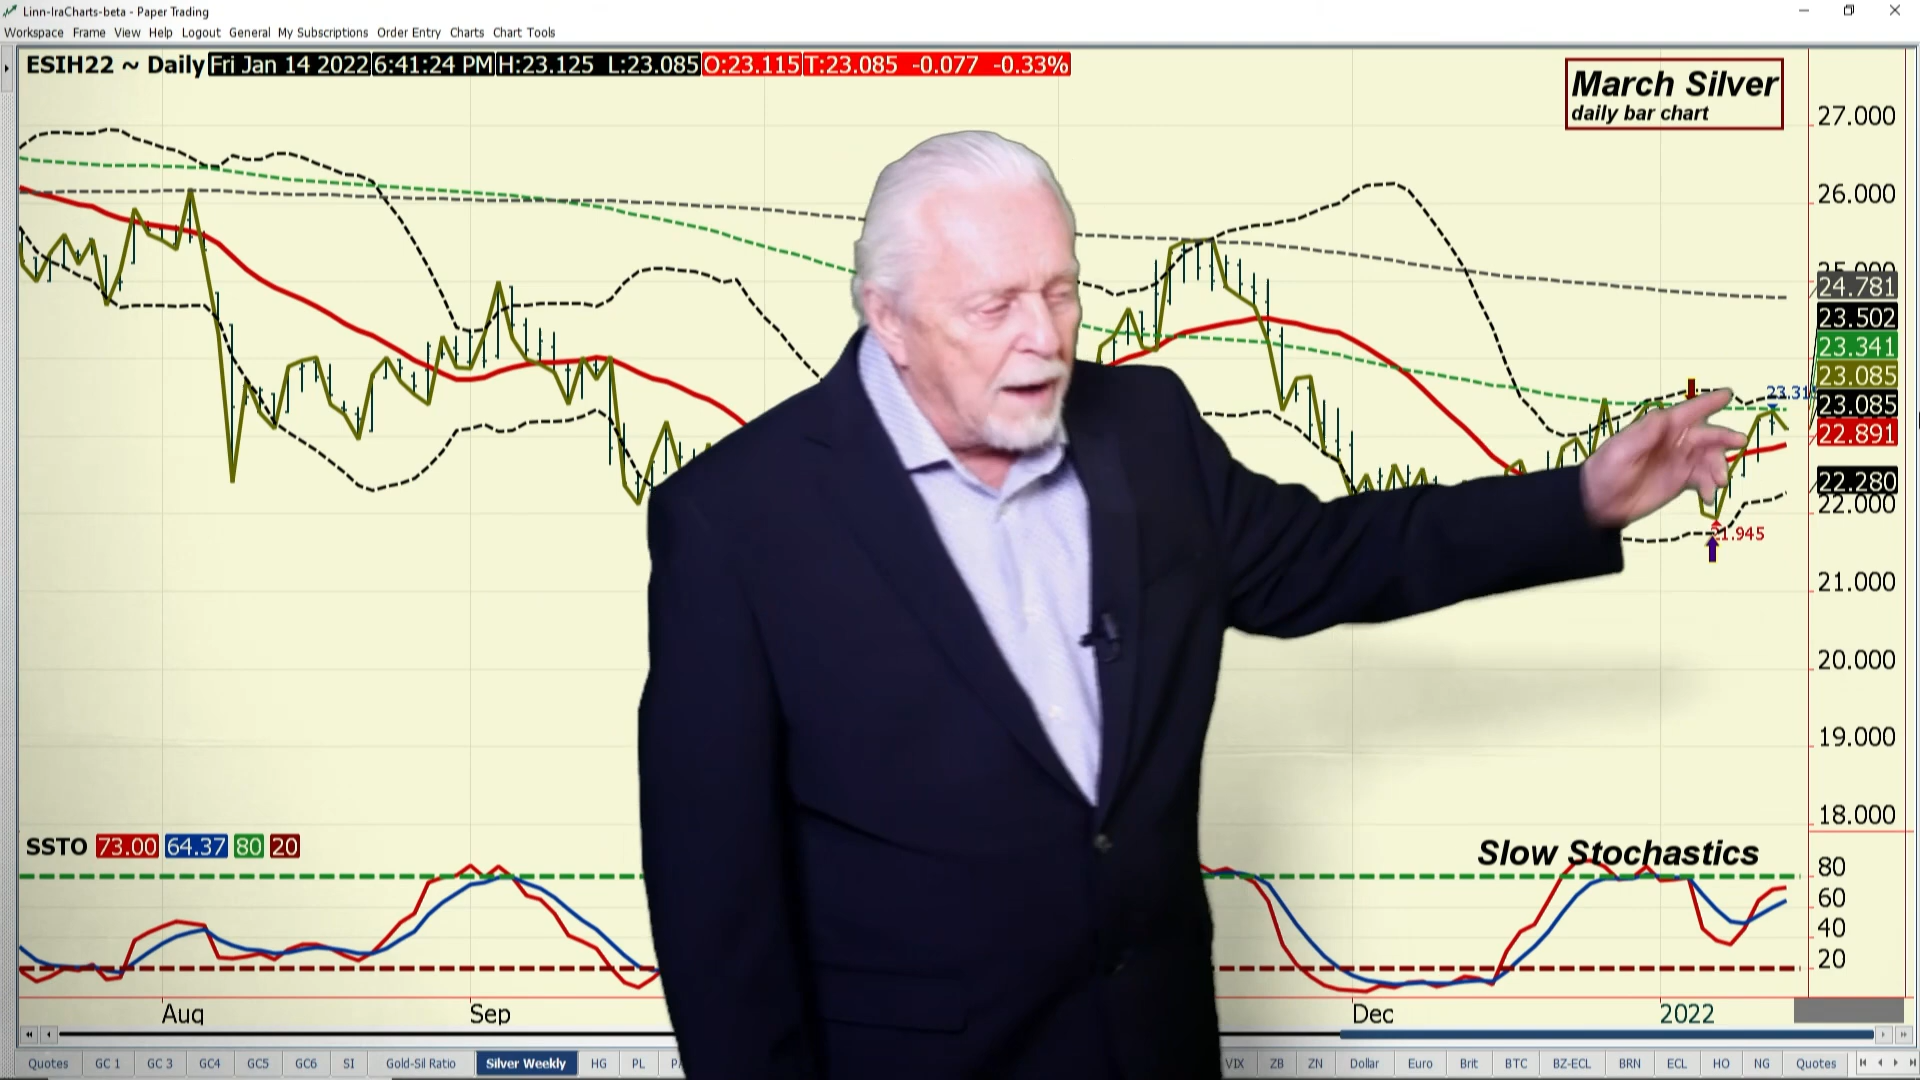 Linn-IraCharts-beta - Paper Trading
Workspace Frame View Help Logout General My Subscriptions Order Entry Charts Chart Tools
ESIH22 ~ Daily Fri Jan 14 2022 6:41:24 PM H:23.125 L:23.085 O:23.115 T:23.085 -0.077 -0.33%
March Silver
daily bar chart
27.000
26.000
25.000
24.781
23.502
23.341
23.085
23.31
23.085
22.891
22.280
22.000
21.945
21.000
20.000
19.000
18.000
SSTO 73.00 64.37 80 20
Slow Stochastics
80
60
40
20
Aug Sep Dec 2022
Quotes GC 1 GC 3 GC4 GC5 GC6 SI Gold-Sil Ratio Silver Weekly HG PL VIX ZB ZN Dollar Euro Brit BTC BZ-ECL BRN ECL HO NG Quotes